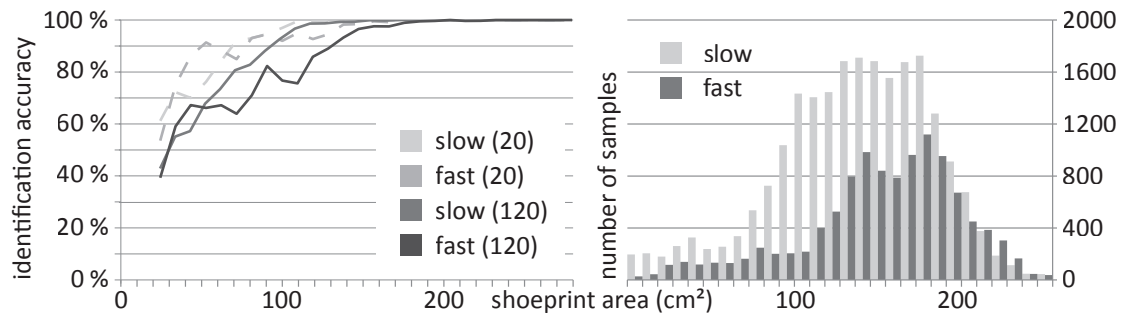 identification accuracy
100 %
80 %
60 %
40 %
20 %
0 %
slow (20)
fast (20)
slow (120)
fast (120)
0
100
200
shoeprint area (cm²)
number of samples
slow
fast
2000
1600
1200
800
400
0
100
200